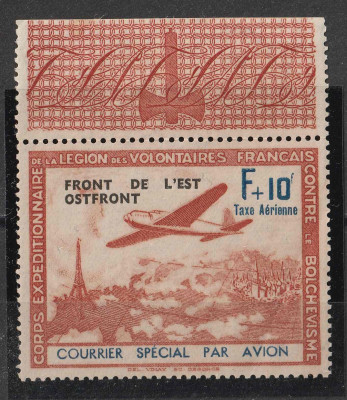 CORPS EXPEDITIONNAIRE DE LA LEGION DES VOLONTAIRES FRANCAIS CONTRE LE BOLCHEVISME
FRONT DE L'EST
OSTFRONT
F+10F
Taxe Aérienne
COURRIER SPÉCIAL PAR AVION